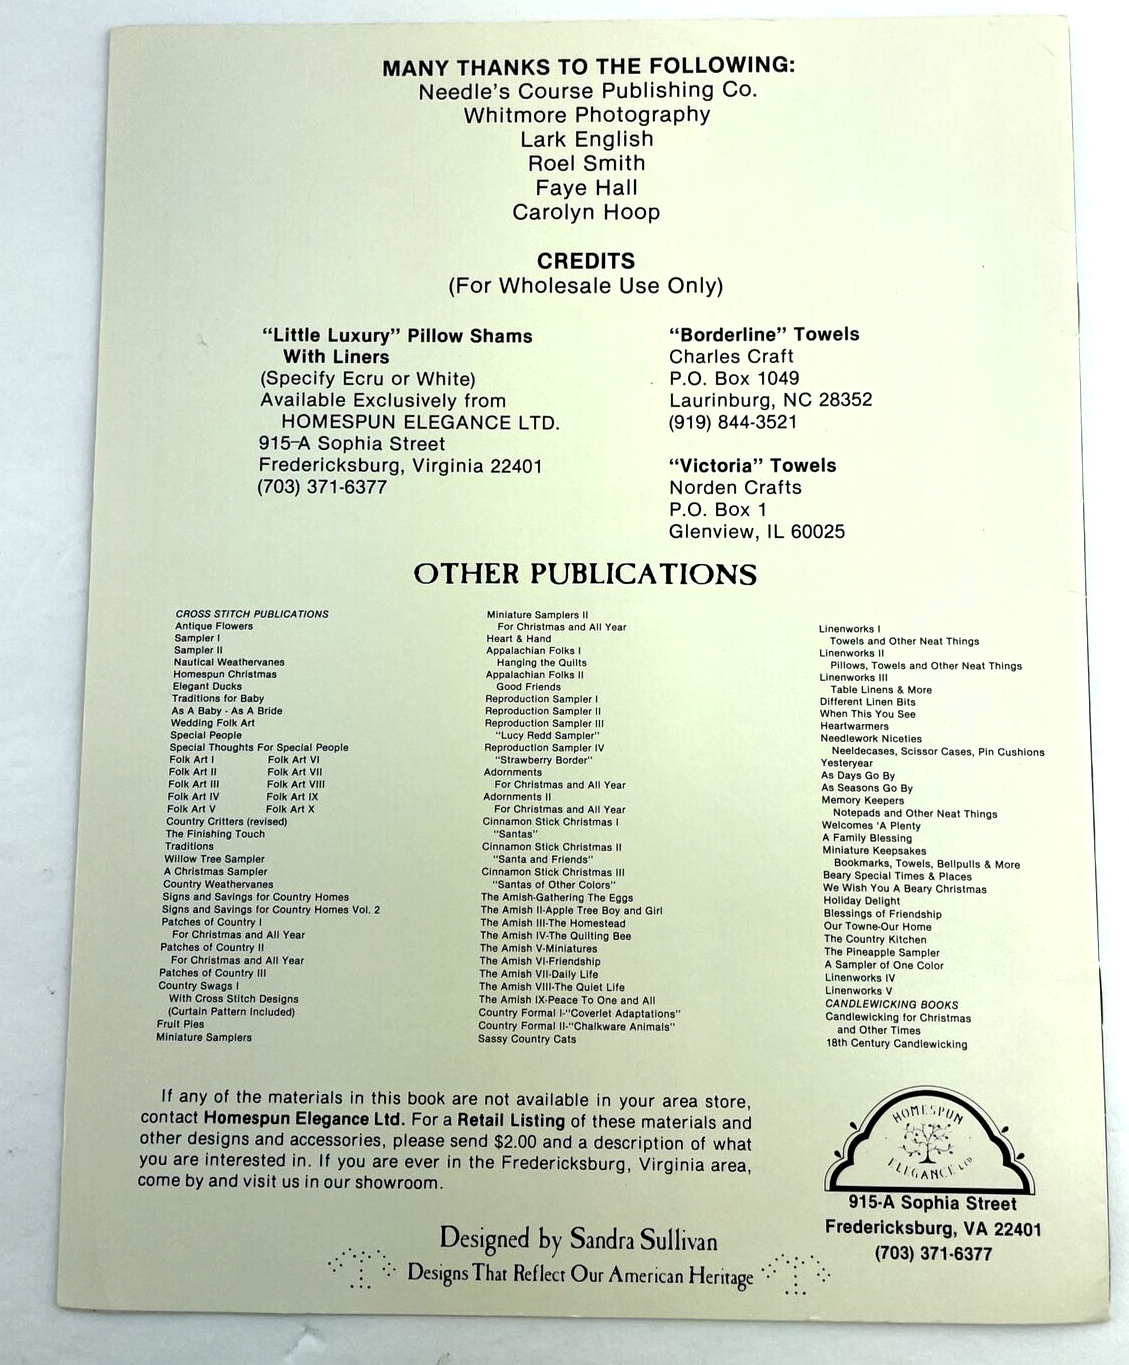 MANY THANKS TO THE FOLLOWING:
Needle's Course Publishing Co.
Whitmore Photography
Lark English
Roel Smith
Faye Hall
Carolyn Hoop
CREDITS
(For Wholesale Use Only)
“Little Luxury” Pillow Shams
With Liners
(Specify Ecru or White)
Available Exclusively from
HOMESPUN ELEGANCE LTD.
915-A Sophia Street
Fredericksburg, Virginia 22401
(703) 371-6377
“Borderline” Towels
Charles Craft
P.O. Box 1049
Laurinburg, NC 28352
(919) 844-3521
“Victoria” Towels
Norden Crafts
P.O. Box 1
Glenview, IL 60025
OTHER PUBLICATIONS
CROSS STITCH PUBLICATIONS
Antique Flowers
Sampler I
Sampler II
Nautical Weathervanes
Homespun Christmas
Elegant Ducks
Traditions for Baby
As A Baby - As A Bride
Wedding Folk Art
Special People
Special Thoughts For Special People
Folk Art I Folk Art VI
Folk Art II Folk Art VII
Folk Art III Folk Art VIII
Folk Art IV Folk Art IX
Folk Art V Folk Art X
Country Critters (revised)
The Finishing Touch
Traditions
Willow Tree Sampler
A Christmas Sampler
Country Weathervanes
Signs and Savings for Country Homes
Signs and Savings for Country Homes Vol. 2
Patches of Country I
For Christmas and All Year
Patches of Country II
For Christmas and All Year
Patches of Country III
Country Swags I
With Cross Stitch Designs
(Curtain Pattern Included)
Fruit Pies
Miniature Samplers
Miniature Samplers II
For Christmas and All Year
Heart & Hand
Appalachian Folks I
Hanging the Quilts
Appalachian Folks II
Good Friends
Reproduction Sampler I
Reproduction Sampler II
Reproduction Sampler III
"Lucy Redd Sampler"
Reproduction Sampler IV
"Strawberry Border"
Adornments
For Christmas and All Year
Adornments II
For Christmas and All Year
Cinnamon Stick Christmas I
"Santas"
Cinnamon Stick Christmas II
"Santa and Friends"
Cinnamon Stick Christmas III
"Santas of Other Colors"
The Amish-Gathering The Eggs
The Amish II-Apple Tree Boy and Girl
The Amish III-The Homestead
The Amish IV-The Quilting Bee
The Amish V-Miniatures
The Amish VI-Friendship
The Amish VII-Daily Life
The Amish VIII-The Quiet Life
The Amish IX-Peace To One and All
Country Formal I-"Coverlet Adaptations"
Country Formal II-"Chalkware Animals"
Sassy Country Cats
Linenworks I
Towels and Other Neat Things
Linenworks II
Pillows, Towels and Other Neat Things
Linenworks III
Table Linens & More
Different Linen Bits
When This You See
Heartwarmers
Needlework Niceties
Neeldecases, Scissor Cases, Pin Cushions
Yesteryear
As Days Go By
As Seasons Go By
Memory Keepers
Notepads and Other Neat Things
Welcomes 'A Plenty
A Family Blessing
Miniature Keepsakes
Bookmarks, Towels, Bellpulls & More
Beary Special Times & Places
We Wish You A Beary Christmas
Holiday Delight
Blessings of Friendship
Our Towne-Our Home
The Country Kitchen
The Pineapple Sampler
A Sampler of One Color
Linenworks IV
Linenworks V
CANDLEWICKING BOOKS
Candlewicking for Christmas
and Other Times
18th Century Candlewicking
If any of the materials in this book are not available in your area store,
contact Homespun Elegance Ltd. For a Retail Listing of these materials and
other designs and accessories, please send $2.00 and a description of what
you are interested in. If you are ever in the Fredericksburg, Virginia area,
come by and visit us in our showroom.
HOMESPUN
ELEGANCE LTD
915-A Sophia Street
Fredericksburg, VA 22401
(703) 371-6377
Designed by Sandra Sullivan
Designs That Reflect Our American Heritage